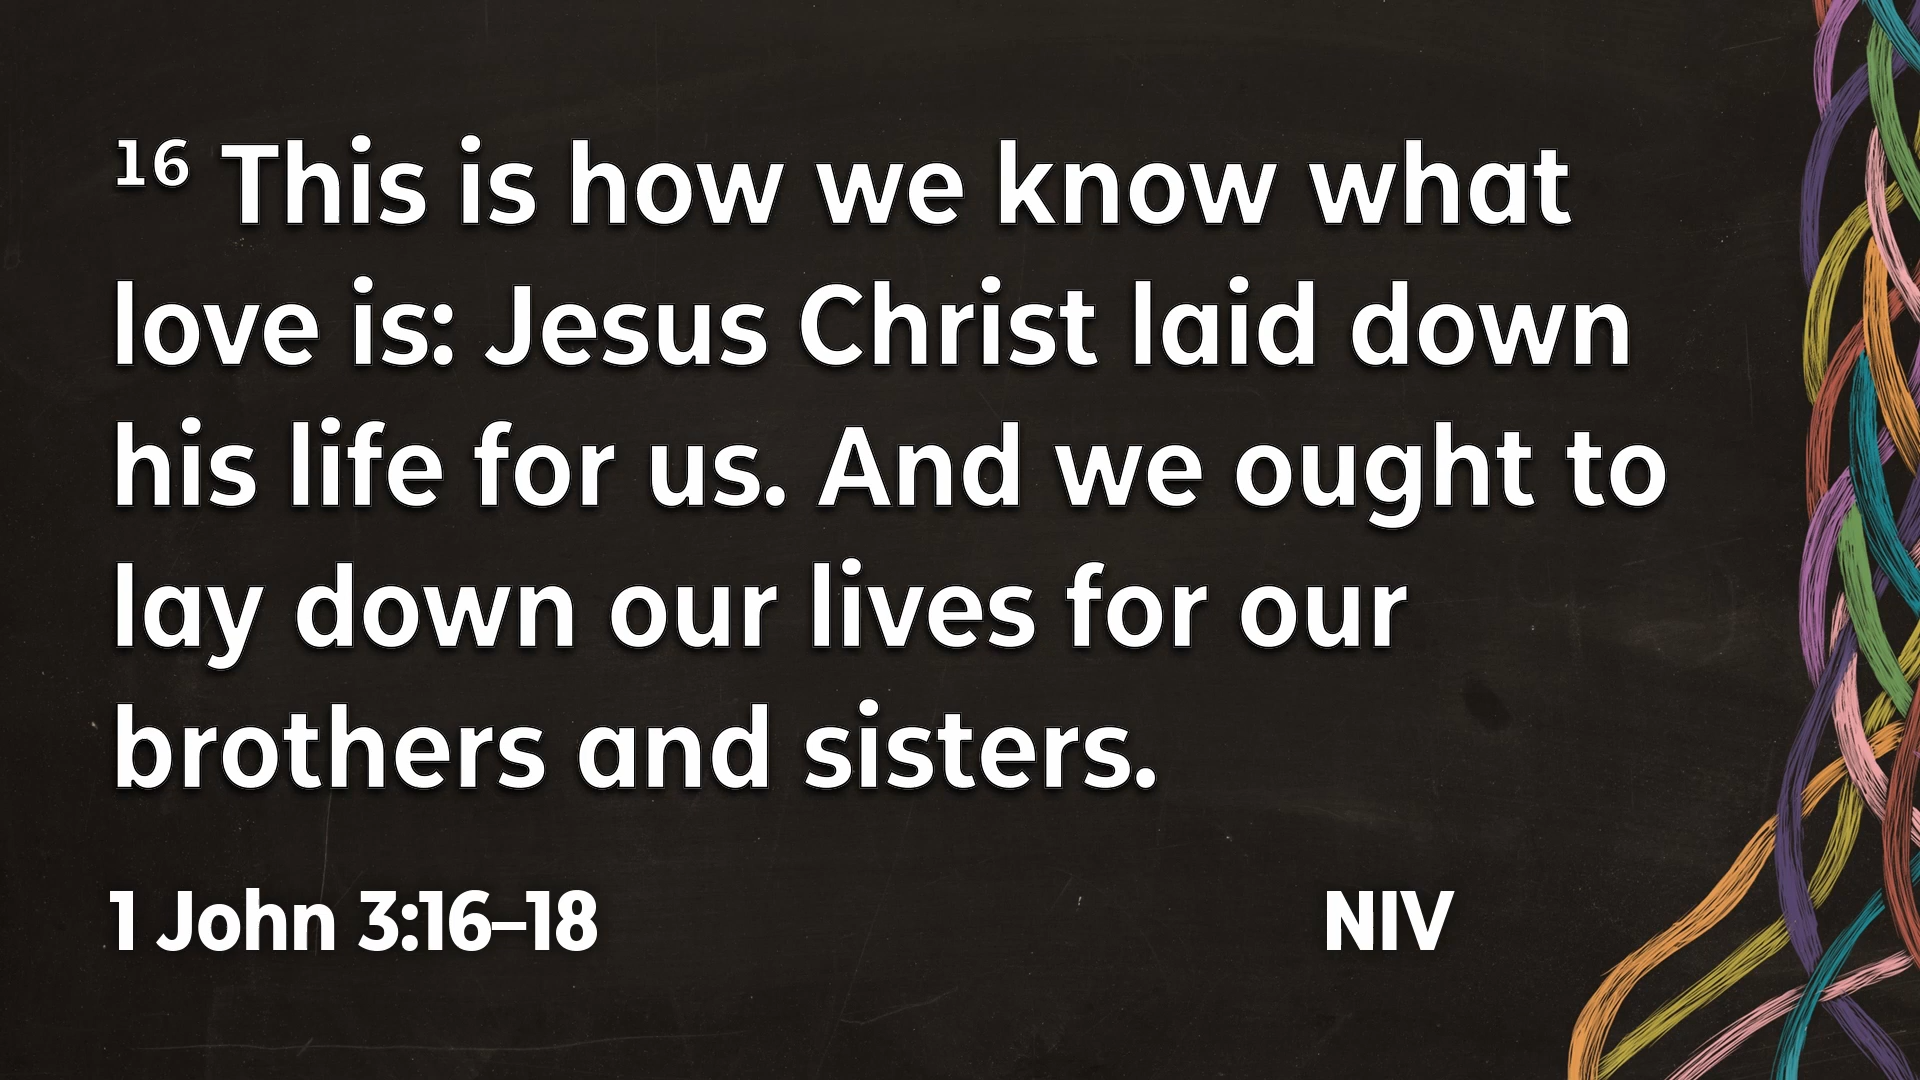 16 This is how we know what
love is: Jesus Christ laid down
his life for us. And we ought to
lay down our lives for our
brothers and sisters.
1 John 3:16–18 NIV